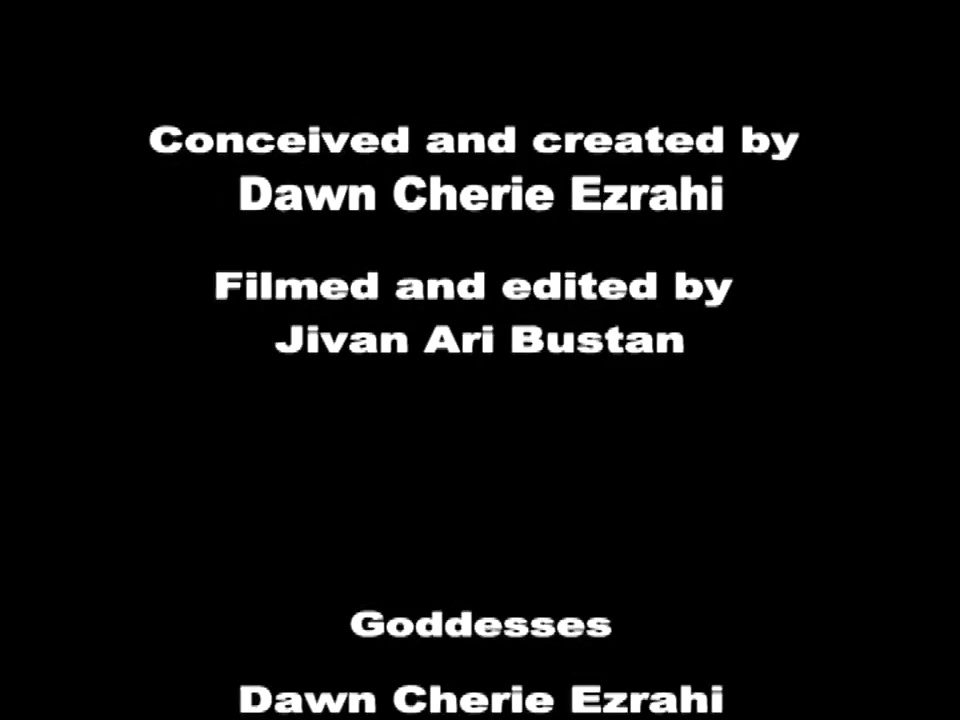 Conceived and created by
Dawn Cherie Ezrahi
Filmed and edited by
Jivan Ari Bustan
Goddesses
Dawn Cherie Ezrahi